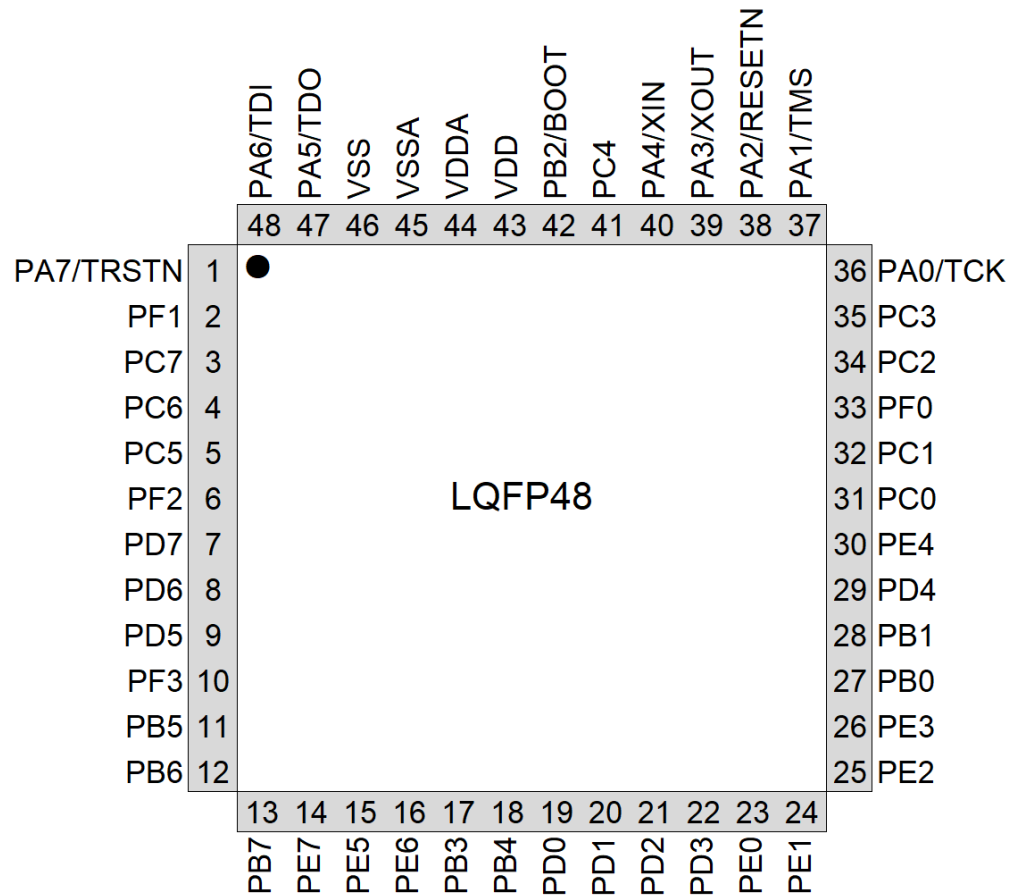 PA6/TDI PA5/TDO VSS VSSA VDDA VDD PB2/BOOT PC4 PA4/XIN PA3/XOUT PA2/RESETN PA1/TMS
48 47 46 45 44 43 42 41 40 39 38 37
PA7/TRSTN 1 36 PA0/TCK
PF1 2 35 PC3
PC7 3 34 PC2
PC6 4 33 PF0
PC5 5 32 PC1
PF2 6 LQFP48 31 PC0
PD7 7 30 PE4
PD6 8 29 PD4
PD5 9 28 PB1
PF3 10 27 PB0
PB5 11 26 PE3
PB6 12 25 PE2
13 14 15 16 17 18 19 20 21 22 23 24
PB7 PE7 PE5 PE6 PB3 PB4 PD0 PD1 PD2 PD3 PE0 PE1